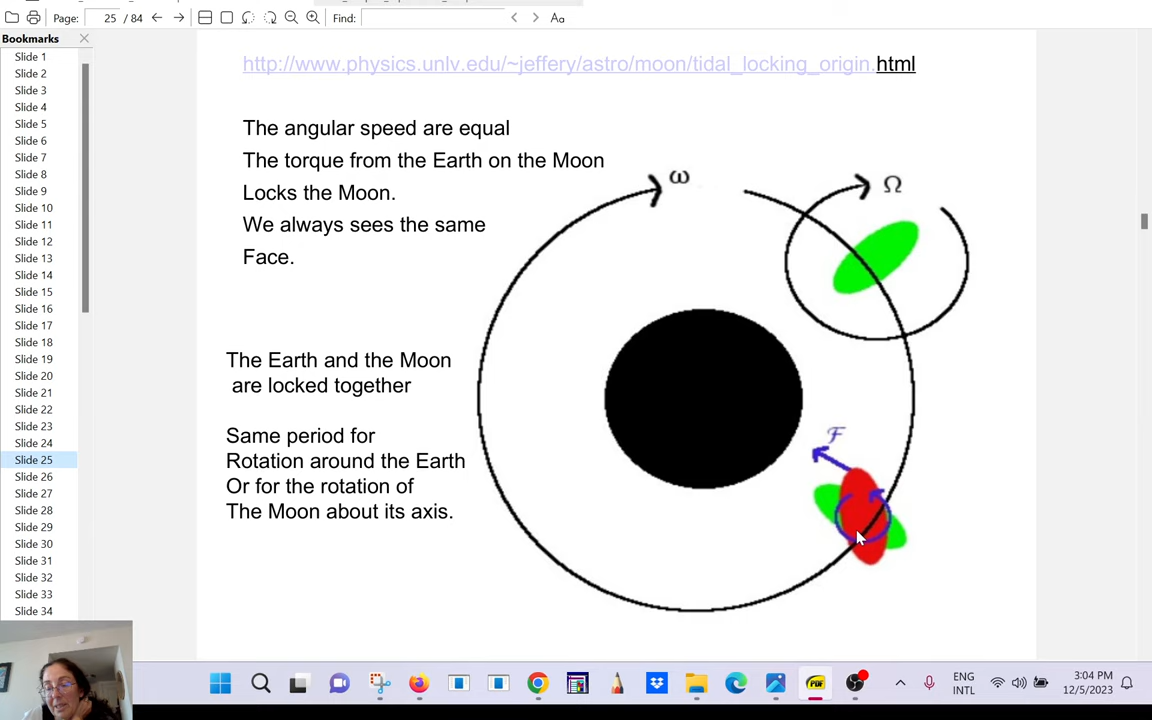 Page: 25 / 84 Find: Aa
Bookmarks
Slide 1
Slide 2
Slide 3
Slide 4
Slide 5
Slide 6
Slide 7
Slide 8
Slide 9
Slide 10
Slide 11
Slide 12
Slide 13
Slide 14
Slide 15
Slide 16
Slide 17
Slide 18
Slide 19
Slide 20
Slide 21
Slide 22
Slide 23
Slide 24
Slide 25
Slide 26
Slide 27
Slide 28
Slide 29
Slide 30
Slide 31
Slide 32
Slide 33
Slide 34
http://www.physics.unlv.edu/~jeffery/astro/moon/tidal_locking_origin.html
The angular speed are equal
The torque from the Earth on the Moon
Locks the Moon.
We always sees the same
Face.
The Earth and the Moon
are locked together
Same period for
Rotation around the Earth
Or for the rotation of
The Moon about its axis.
ω
Ω
F
ENG
INTL
3:04 PM
12/5/2023